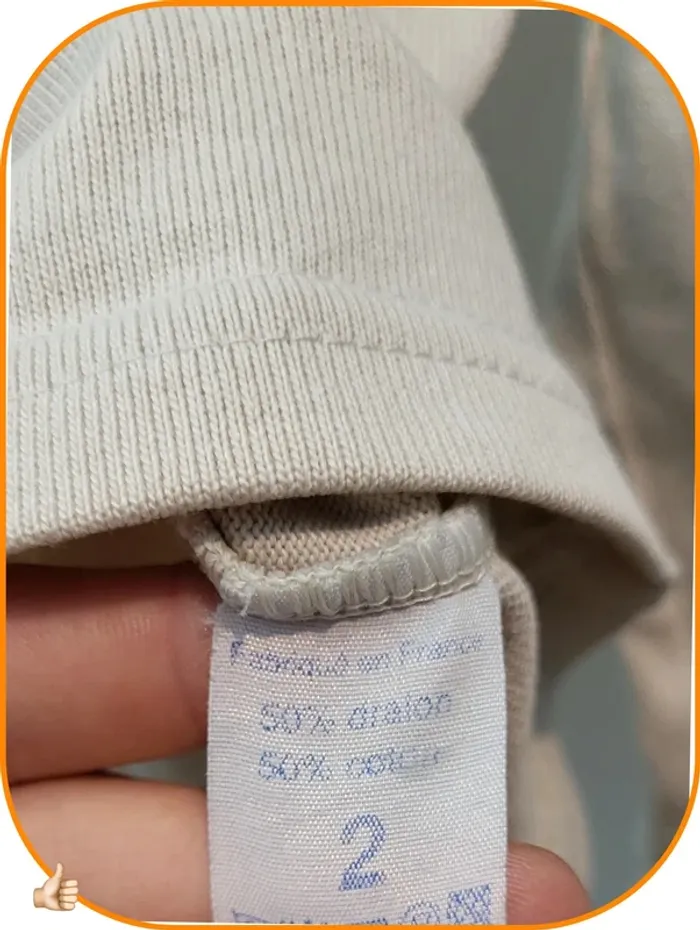 Fabriqué en France
50% dralon
50% coton
2